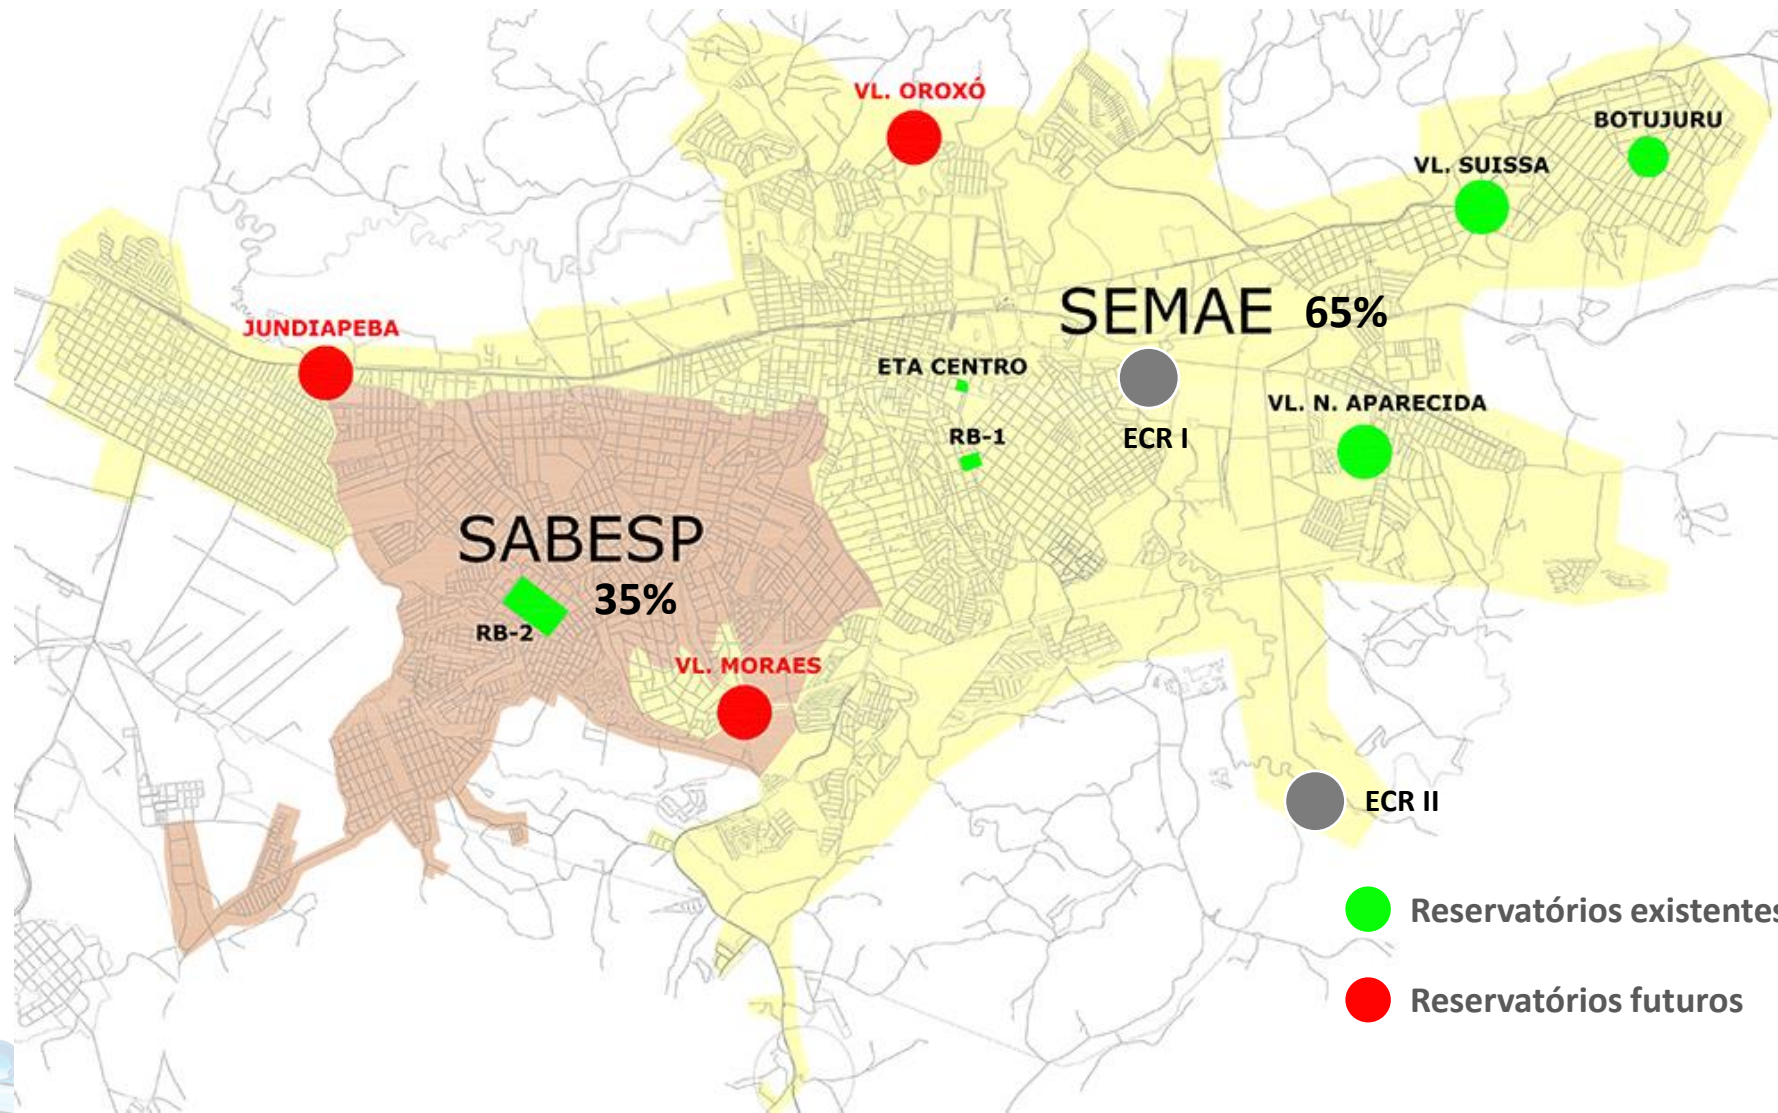 VL. OROXÓ
BOTUJURU
VL. SUISSA
SEMAE 65%
JUNDIAPEBA
ETA CENTRO
VL. N. APARECIDA
RB-1
ECR I
SABESP
35%
RB-2
VL. MORAES
ECR II
Reservatórios existentes
Reservatórios futuros